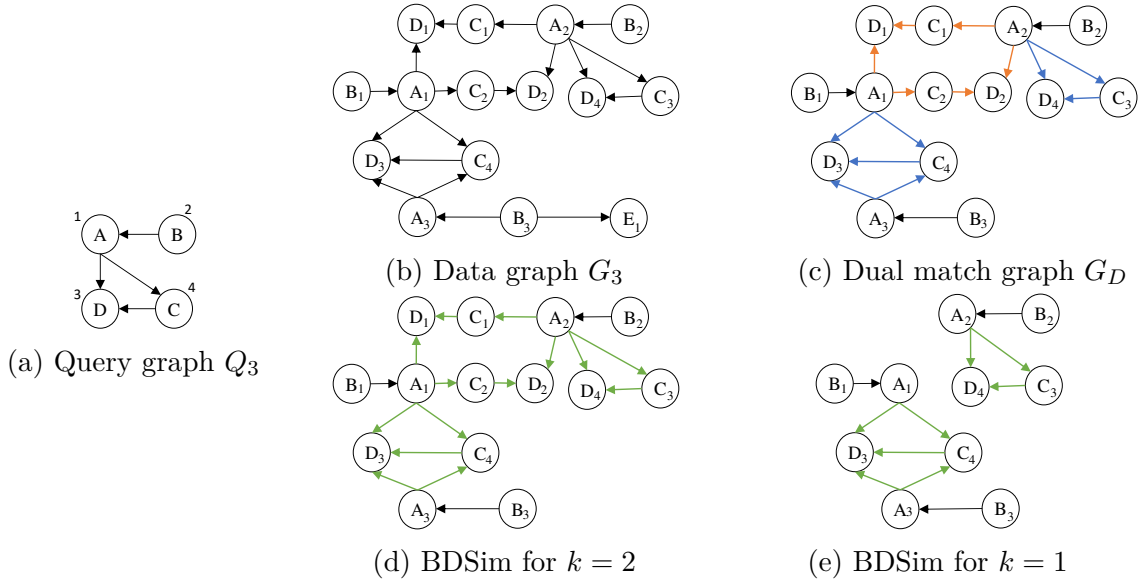 D1 C1 A2 B2
B1 A1 C2 D2 D4 C3
D3 C4
A3 B3 E1
(b) Data graph G3
D1 C1 A2 B2
B1 A1 C2 D2 D4 C3
D3 C4
A3 B3
(c) Dual match graph GD
1 2
A B
3 4
D C
(a) Query graph Q3
D1 C1 A2 B2
B1 A1 C2 D2 D4 C3
D3 C4
A3 B3
(d) BDSim for k = 2
A2 B2
B1 A1 D4 C3
D3 C4
A3 B3
(e) BDSim for k = 1